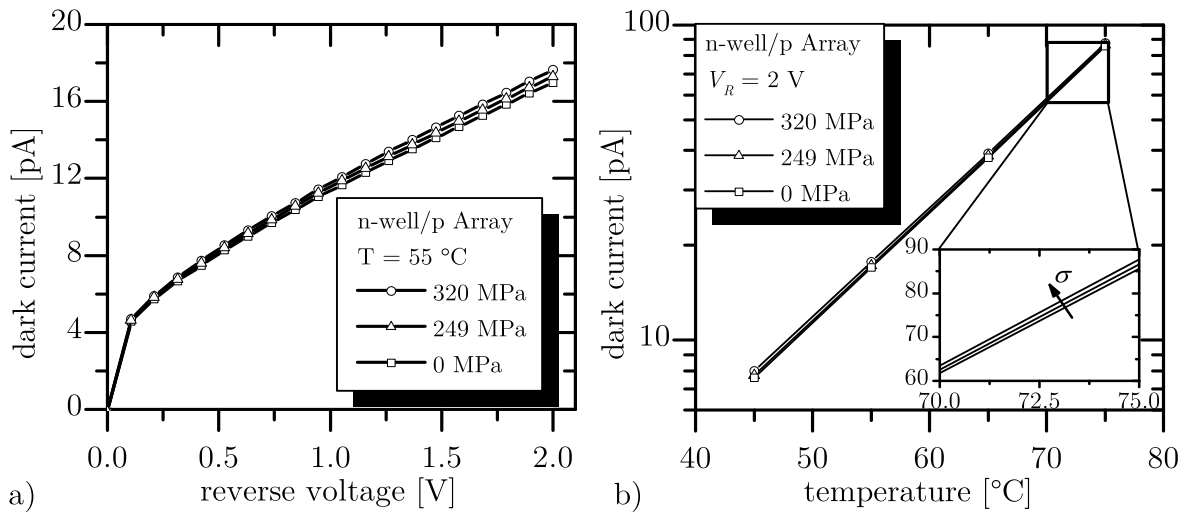 20
16
12
8
4
0
dark current [pA]
n-well/p Array
T = 55 °C
320 MPa
249 MPa
0 MPa
0.0 0.5 1.0 1.5 2.0
reverse voltage [V]
a)
100
10
dark current [pA]
n-well/p Array
V_R = 2 V
320 MPa
249 MPa
0 MPa
90
80
70
60
σ
70.0 72.5 75.0
40 50 60 70 80
temperature [°C]
b)